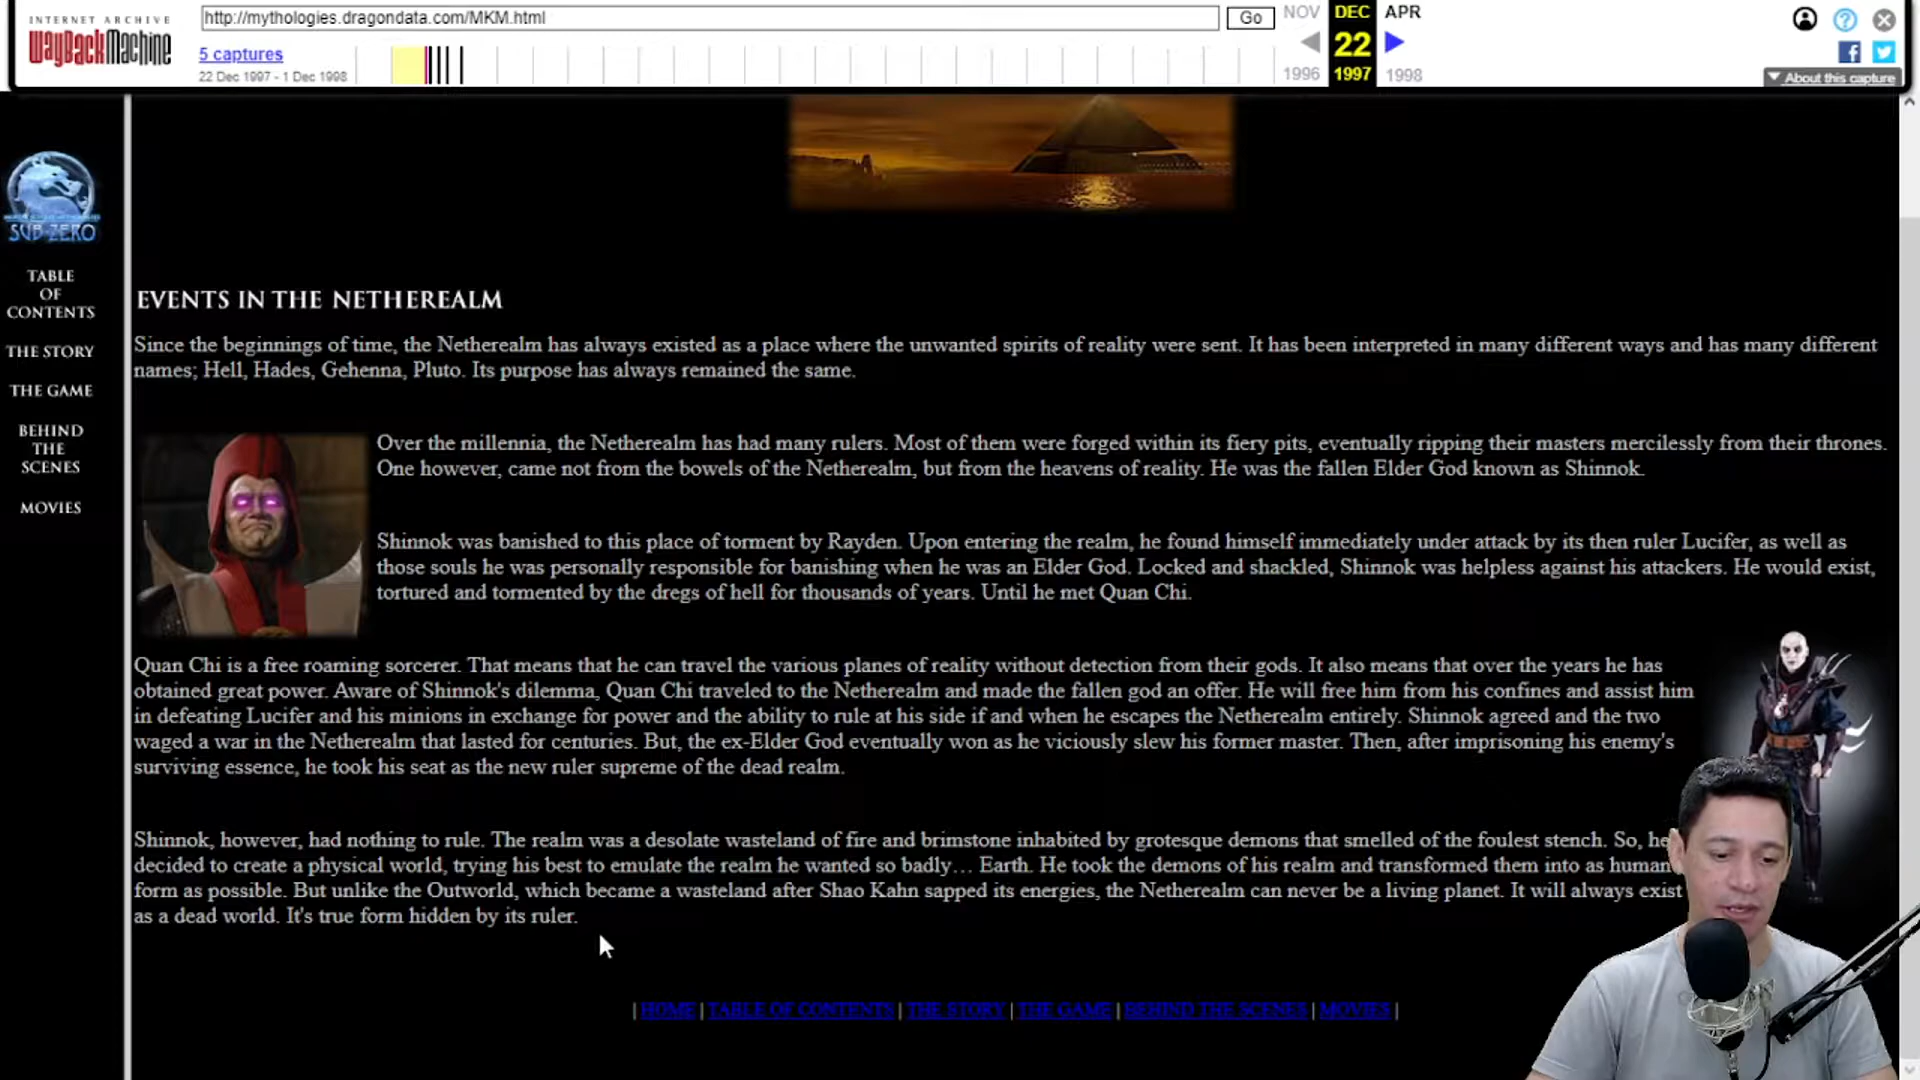 INTERNET ARCHIVE
WayBackMachine
http://mythologies.dragondata.com/MKM.html
Go
NOV
DEC
APR
5 captures
22
22 Dec 1997 - 1 Dec 1998
1996
1997
1998
About this capture
SUB-ZERO
TABLE
OF
CONTENTS
THE STORY
THE GAME
BEHIND
THE
SCENES
MOVIES
EVENTS IN THE NETHEREALM
Since the beginnings of time, the Netherealm has always existed as a place where the unwanted spirits of reality were sent. It has been interpreted in many different ways and has many different
names; Hell, Hades, Gehenna, Pluto. Its purpose has always remained the same.
Over the millennia, the Netherealm has had many rulers. Most of them were forged within its fiery pits, eventually ripping their masters mercilessly from their thrones.
One however, came not from the bowels of the Netherealm, but from the heavens of reality. He was the fallen Elder God known as Shinnok.
Shinnok was banished to this place of torment by Rayden. Upon entering the realm, he found himself immediately under attack by its then ruler Lucifer, as well as
those souls he was personally responsible for banishing when he was an Elder God. Locked and shackled, Shinnok was helpless against his attackers. He would exist,
tortured and tormented by the dregs of hell for thousands of years. Until he met Quan Chi.
Quan Chi is a free roaming sorcerer. That means that he can travel the various planes of reality without detection from their gods. It also means that over the years he has
obtained great power. Aware of Shinnok's dilemma, Quan Chi traveled to the Netherealm and made the fallen god an offer. He will free him from his confines and assist him
in defeating Lucifer and his minions in exchange for power and the ability to rule at his side if and when he escapes the Netherealm entirely. Shinnok agreed and the two
waged a war in the Netherealm that lasted for centuries. But, the ex-Elder God eventually won as he viciously slew his former master. Then, after imprisoning his enemy's
surviving essence, he took his seat as the new ruler supreme of the dead realm.
Shinnok, however, had nothing to rule. The realm was a desolate wasteland of fire and brimstone inhabited by grotesque demons that smelled of the foulest stench. So, he
decided to create a physical world, trying his best to emulate the realm he wanted so badly… Earth. He took the demons of his realm and transformed them into as human
form as possible. But unlike the Outworld, which became a wasteland after Shao Kahn sapped its energies, the Netherealm can never be a living planet. It will always exist
as a dead world. It's true form hidden by its ruler.
| HOME | TABLE OF CONTENTS | THE STORY | THE GAME | BEHIND THE SCENES | MOVIES |